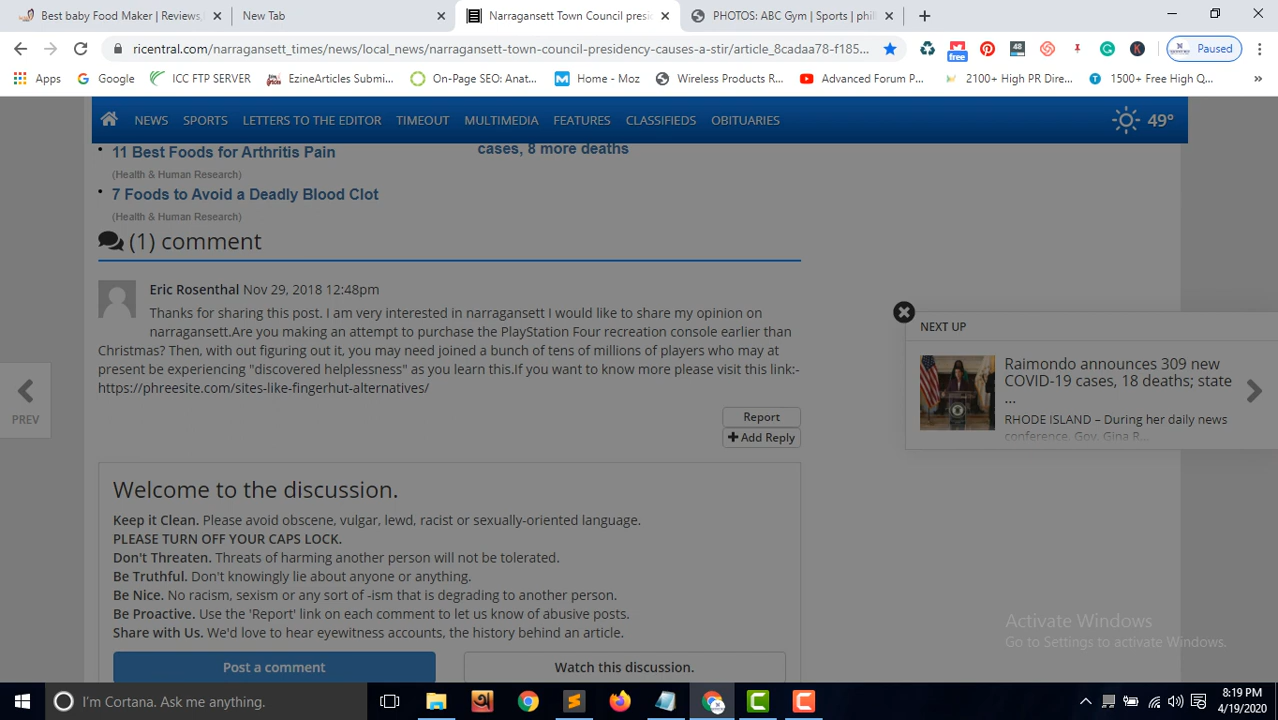 Best baby Food Maker | Reviews,
New Tab
Narragansett Town Council presi
PHOTOS: ABC Gym | Sports | phil
ricentral.com/narragansett_times/news/local_news/narragansett-town-council-presidency-causes-a-stir/article_8cadaa78-f185...
free
48
Paused
Apps
Google
ICC FTP SERVER
EzineArticles Submi...
On-Page SEO: Anat...
Home - Moz
Wireless Products R...
Advanced Forum P...
2100+ High PR Dire...
1500+ Free High Q...
NEWS SPORTS LETTERS TO THE EDITOR TIMEOUT MULTIMEDIA FEATURES CLASSIFIEDS OBITUARIES
49°
11 Best Foods for Arthritis Pain
(Health & Human Research)
7 Foods to Avoid a Deadly Blood Clot
(Health & Human Research)
cases, 8 more deaths
(1) comment
Eric Rosenthal Nov 29, 2018 12:48pm
Thanks for sharing this post. I am very interested in narragansett I would like to share my opinion on
narragansett.Are you making an attempt to purchase the PlayStation Four recreation console earlier than
Christmas? Then, with out figuring out it, you may need joined a bunch of tens of millions of players who may at
present be experiencing "discovered helplessness" as you learn this.If you want to know more please visit this link:-
https://phreesite.com/sites-like-fingerhut-alternatives/
Report
Add Reply
PREV
NEXT UP
Raimondo announces 309 new
COVID-19 cases, 18 deaths; state
...
RHODE ISLAND – During her daily news
conference, Gov. Gina R...
Welcome to the discussion.
Keep it Clean. Please avoid obscene, vulgar, lewd, racist or sexually-oriented language.
PLEASE TURN OFF YOUR CAPS LOCK.
Don't Threaten. Threats of harming another person will not be tolerated.
Be Truthful. Don't knowingly lie about anyone or anything.
Be Nice. No racism, sexism or any sort of -ism that is degrading to another person.
Be Proactive. Use the 'Report' link on each comment to let us know of abusive posts.
Share with Us. We'd love to hear eyewitness accounts, the history behind an article.
Post a comment
Watch this discussion.
Activate Windows
Go to Settings to activate Windows.
I'm Cortana. Ask me anything.
8:19 PM
4/19/2020